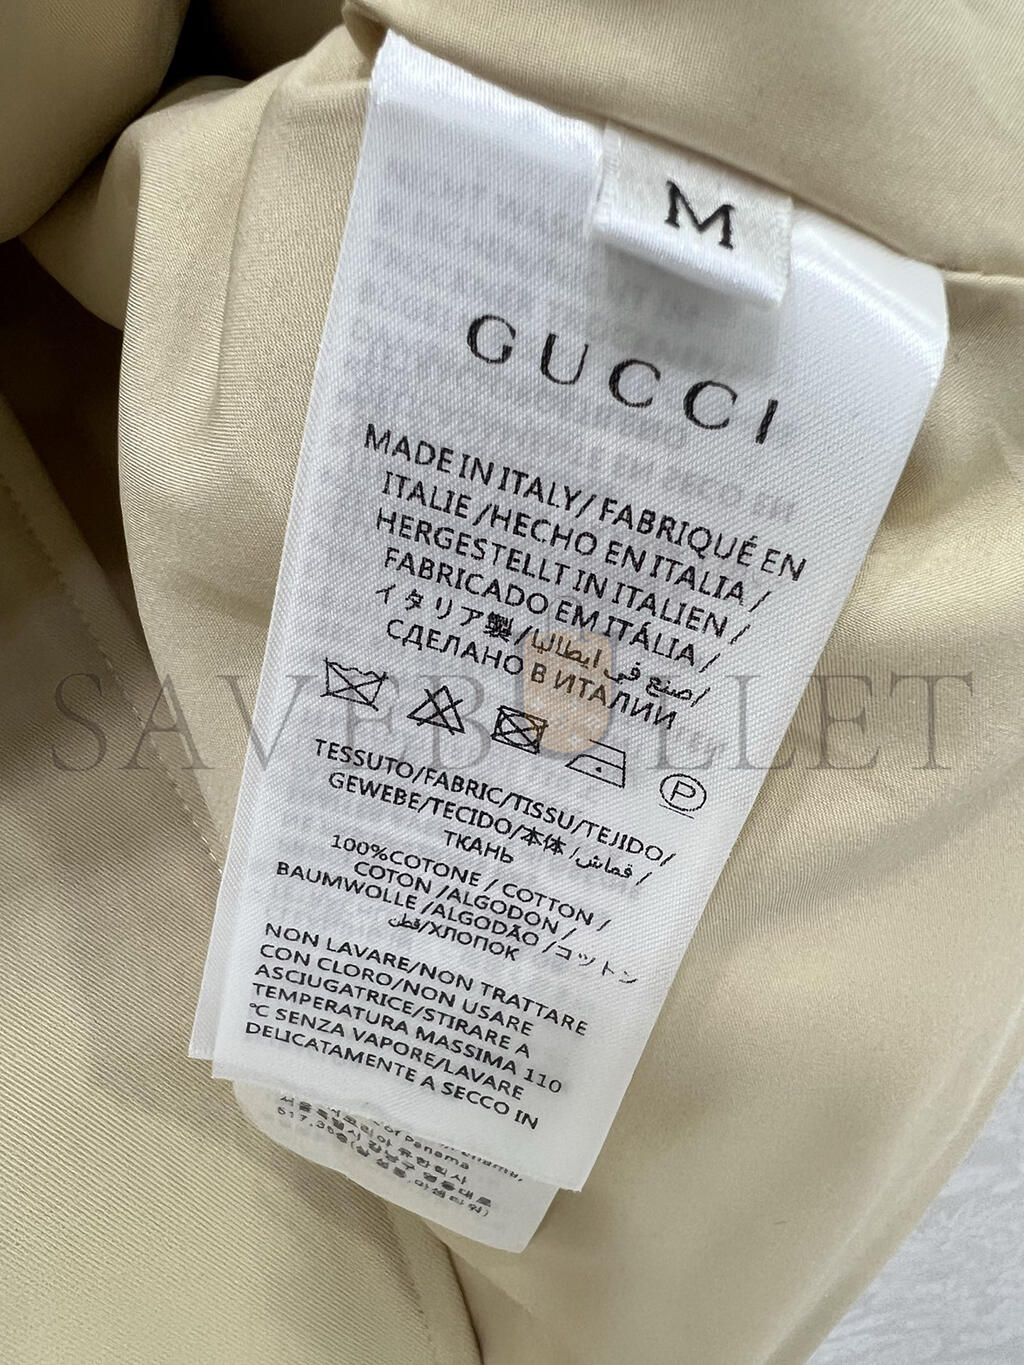 M
GUCCI
MADE IN ITALY/ FABRIQUÉ EN
ITALIE /HECHO EN ITALIA /
HERGESTELLT IN ITALIEN /
FABRICADO EM ITÁLIA /
イタリア製/صنع في ايطاليا/
СДЕЛАНО В ИТАЛИИ
P
SAVEBULLET
TESSUTO/FABRIC/TISSU/TEJIDO/
GEWEBE/TECIDO/本体 /قماش /
ТКАНЬ
100%COTONE / COTTON /
COTON /ALGODON /
BAUMWOLLE /ALGODÃO /コットン
قطن/ХЛОПОК
NON LAVARE/NON TRATTARE
CON CLORO/NON USARE
ASCIUGATRICE/STIRARE A
TEMPERATURA MASSIMA 110
°C SENZA VAPORE/LAVARE
DELICATAMENTE A SECCO IN
of Panama